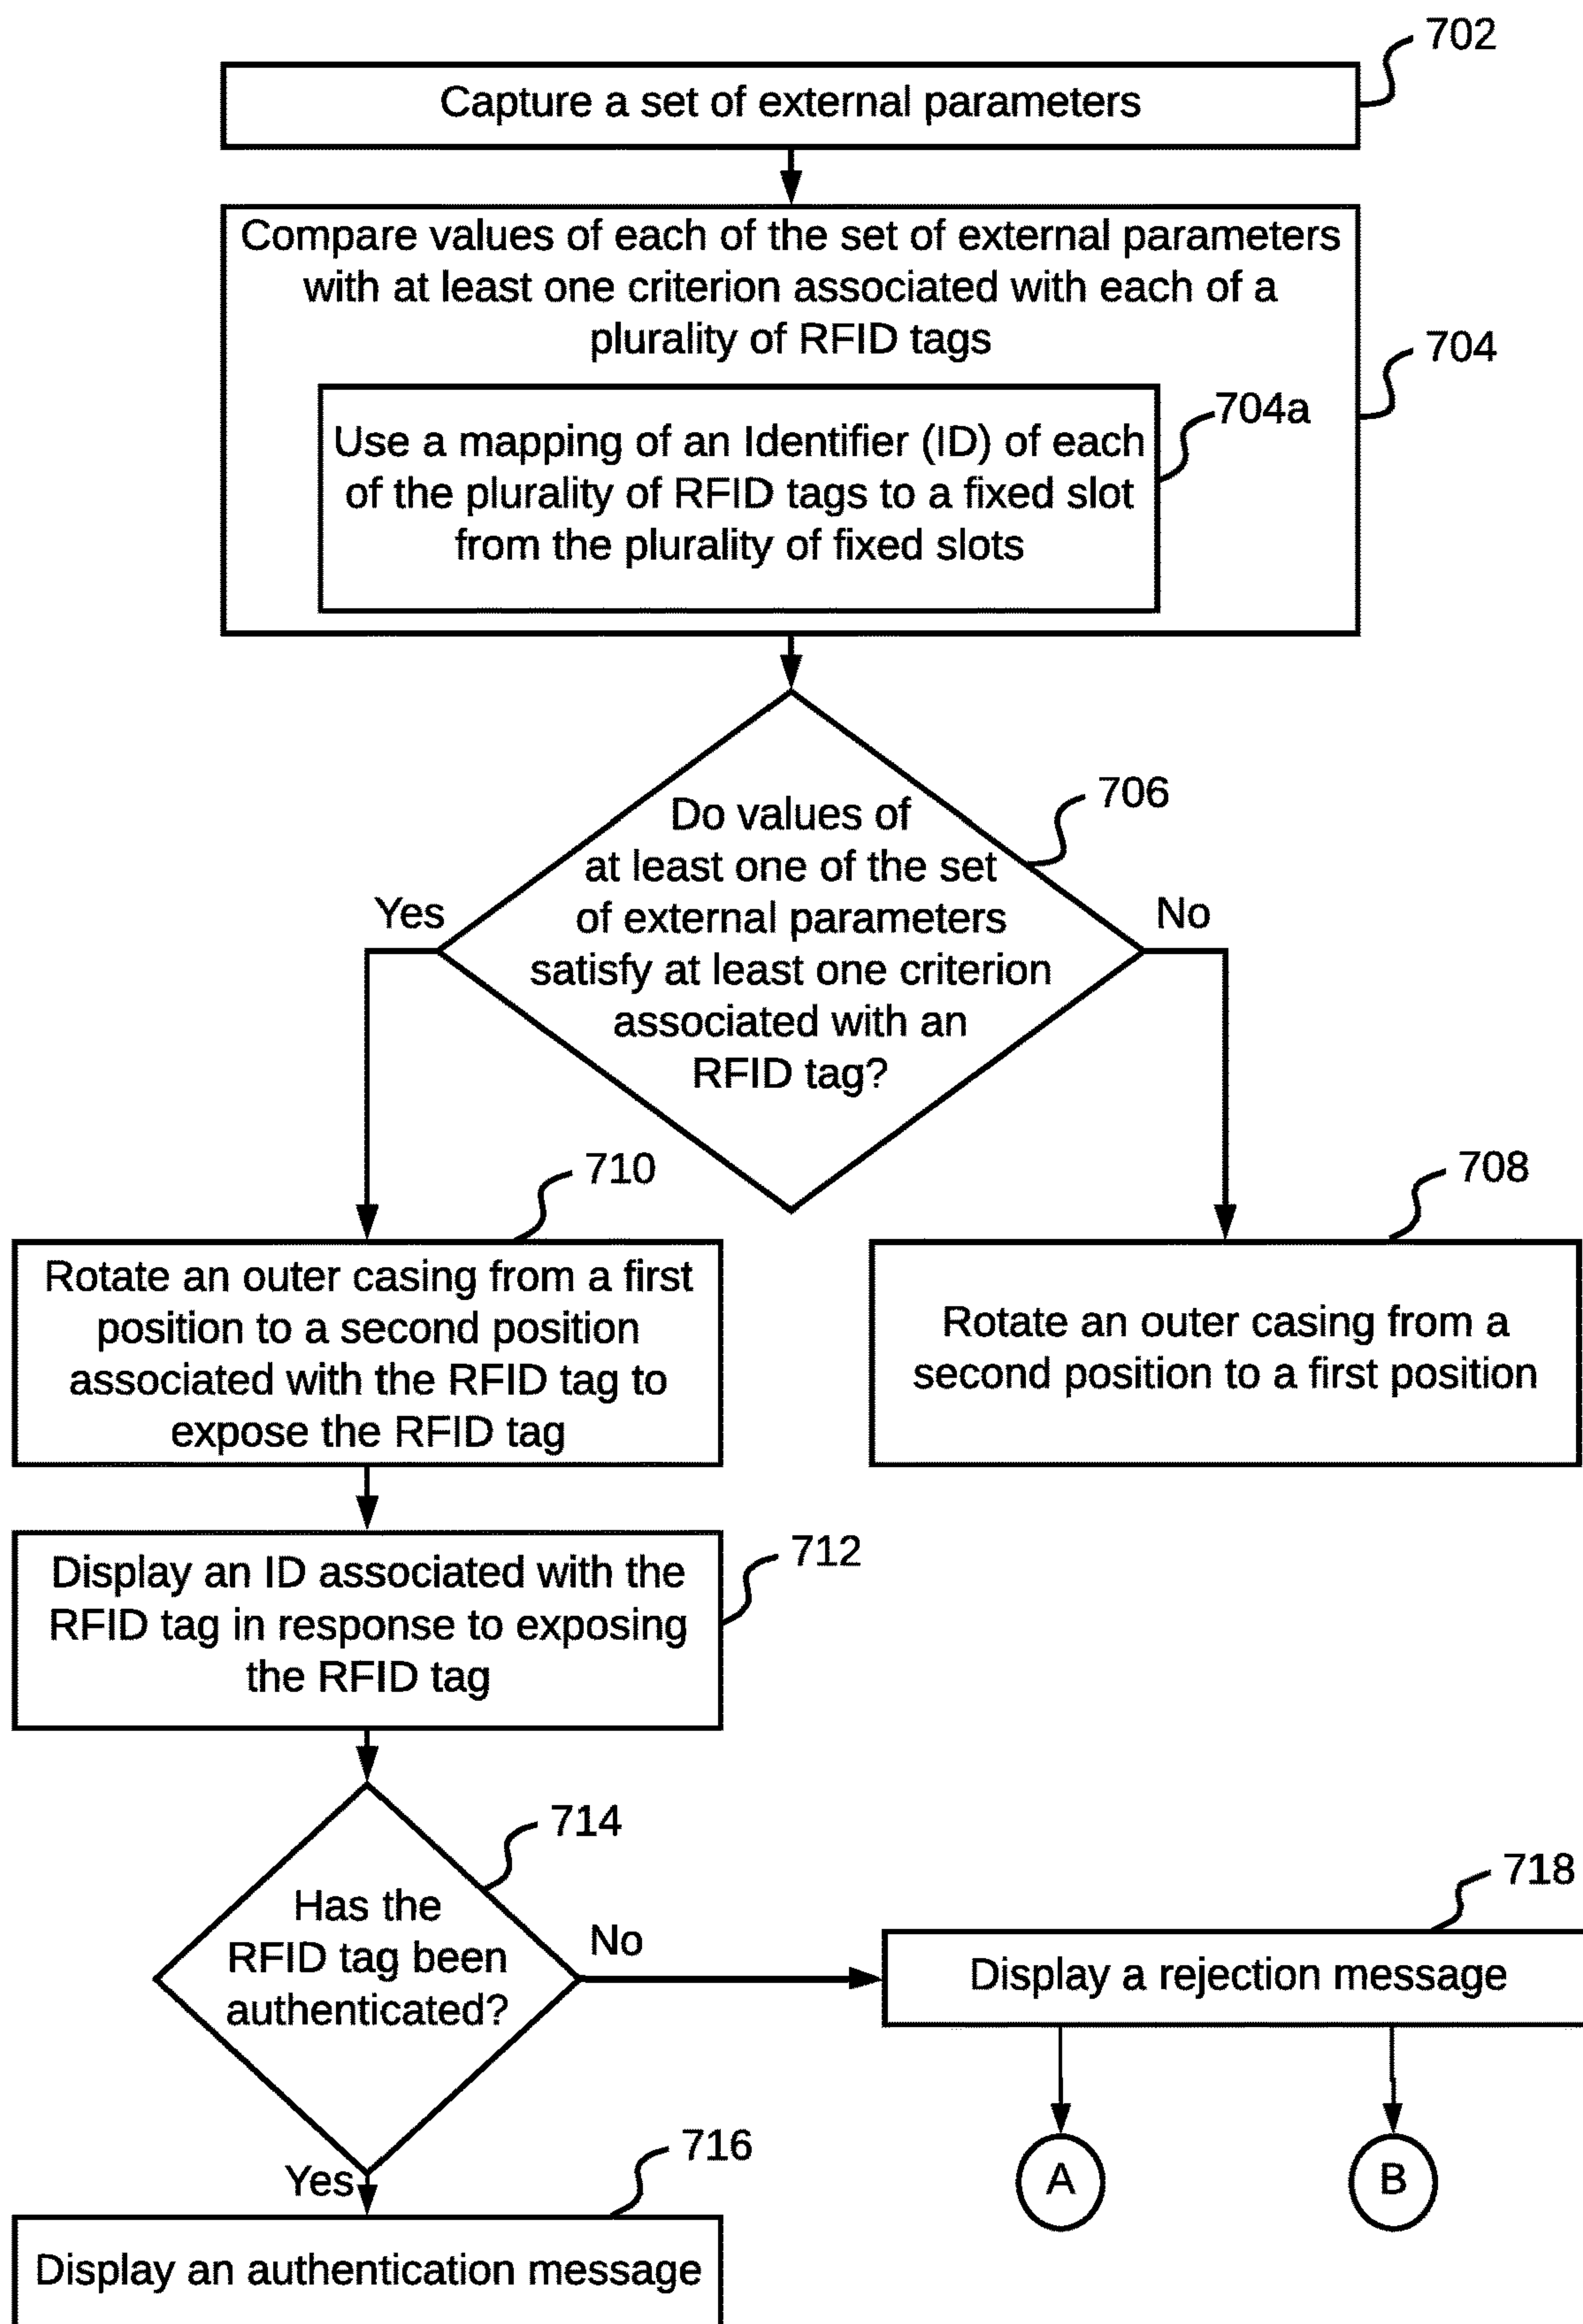 702
Capture a set of external parameters
Compare values of each of the set of external parameters
with at least one criterion associated with each of a
plurality of RFID tags
704
704a
Use a mapping of an Identifier (ID) of each
of the plurality of RFID tags to a fixed slot
from the plurality of fixed slots
706
Do values of
at least one of the set
of external parameters
satisfy at least one criterion
associated with an
RFID tag?
Yes
No
710
708
Rotate an outer casing from a first
position to a second position
associated with the RFID tag to
expose the RFID tag
Rotate an outer casing from a
second position to a first position
712
Display an ID associated with the
RFID tag in response to exposing
the RFID tag
714
Has the
RFID tag been
authenticated?
No
718
Display a rejection message
A
B
Yes
716
Display an authentication message